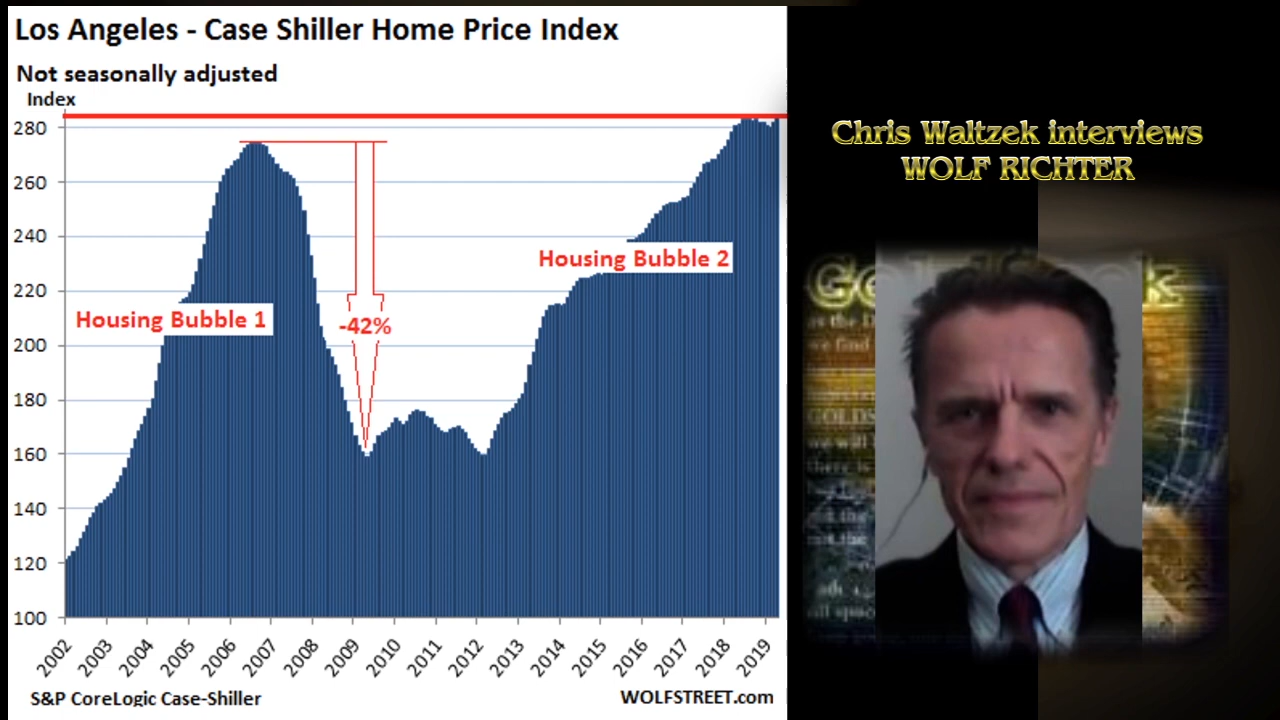 Los Angeles - Case Shiller Home Price Index
Not seasonally adjusted
Index
280
260
240
220
200
180
160
140
120
100
Housing Bubble 1
-42%
Housing Bubble 2
2002 2003 2004 2005 2006 2007 2008 2009 2010 2011 2012 2013 2014 2015 2016 2017 2018 2019
S&P CoreLogic Case-Shiller
WOLFSTREET.com
Chris Waltzek interviews
WOLF RICHTER